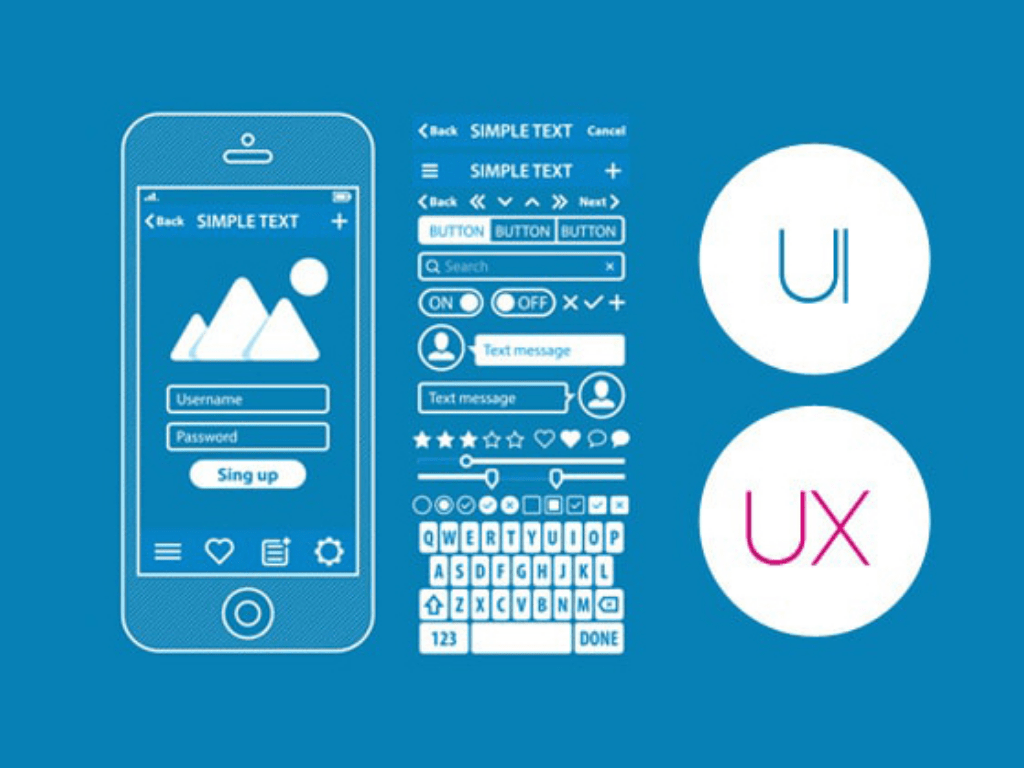 Back SIMPLE TEXT
Username
Password
Sing up
Back SIMPLE TEXT Cancel
SIMPLE TEXT
Back Next
BUTTON BUTTON BUTTON
Search
ON OFF
Text message
Text message
Q W E R T Y U I O P
A S D F G H J K L
Z X C V B N M
123 DONE
UI
UX